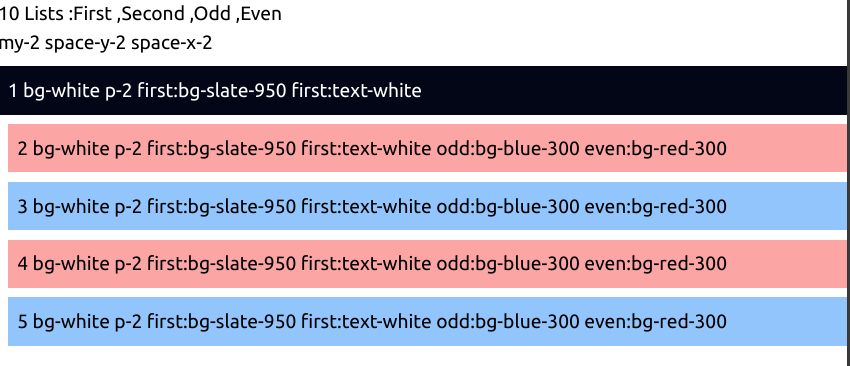 10 Lists :First ,Second ,Odd ,Even
my-2 space-y-2 space-x-2
1 bg-white p-2 first:bg-slate-950 first:text-white
2 bg-white p-2 first:bg-slate-950 first:text-white odd:bg-blue-300 even:bg-red-300
3 bg-white p-2 first:bg-slate-950 first:text-white odd:bg-blue-300 even:bg-red-300
4 bg-white p-2 first:bg-slate-950 first:text-white odd:bg-blue-300 even:bg-red-300
5 bg-white p-2 first:bg-slate-950 first:text-white odd:bg-blue-300 even:bg-red-300